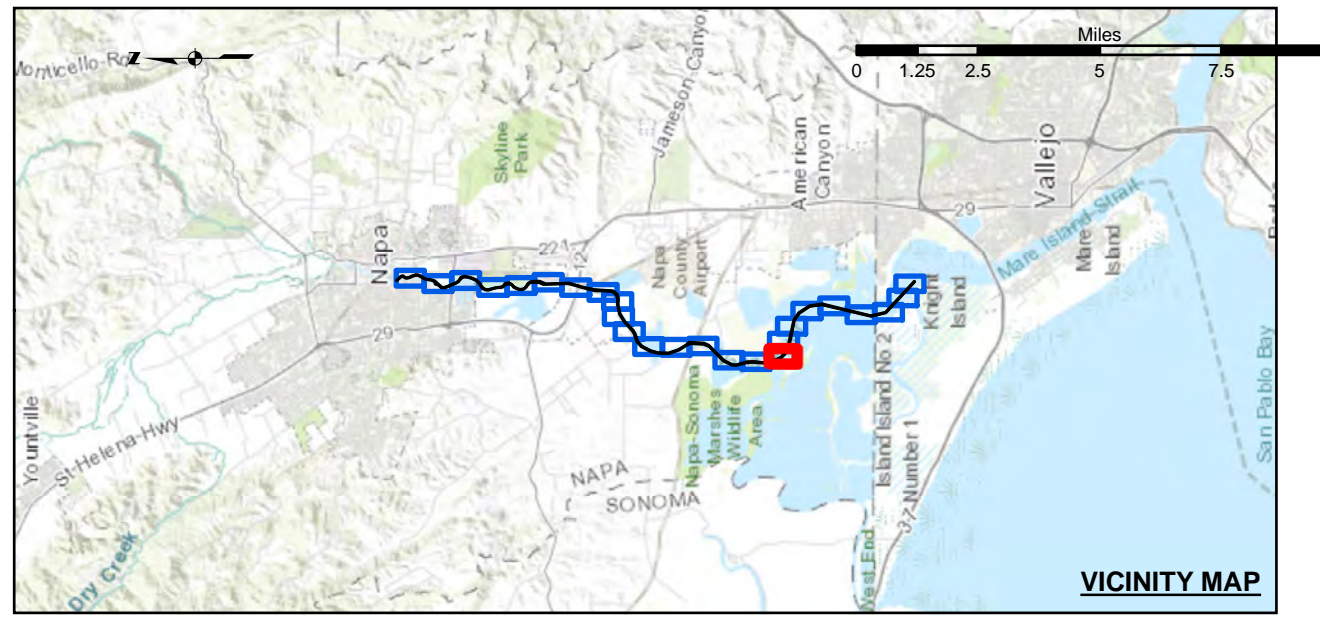 Monticello-Rd
Z
Miles
0 1.25 2.5 5 7.5
Jameson-Canyo
Skyline
Park
American
Canyon
Vallejo
29
Mare Island-Strait
Mare
Island
Napa
221
12
Napa
County
Airport
Knight
Island
29
Yountville
St-Helena-Hwy
Napa-Sonoma
Marshes
Wildlife
Area
Island Island No 2
37-Number 1
San Pablo Bay
NAPA
SONOMA
West End
Dry Creek
VICINITY MAP